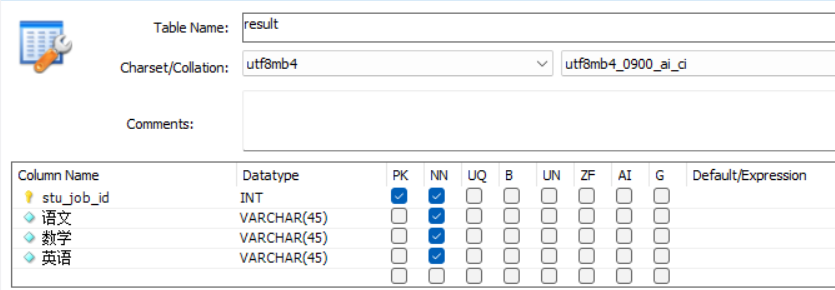 Table Name: result
Charset/Collation: utf8mb4 utf8mb4_0900_ai_ci
Comments:
Column Name Datatype PK NN UQ B UN ZF AI G Default/Expression
stu_job_id INT
语文 VARCHAR(45)
数学 VARCHAR(45)
英语 VARCHAR(45)